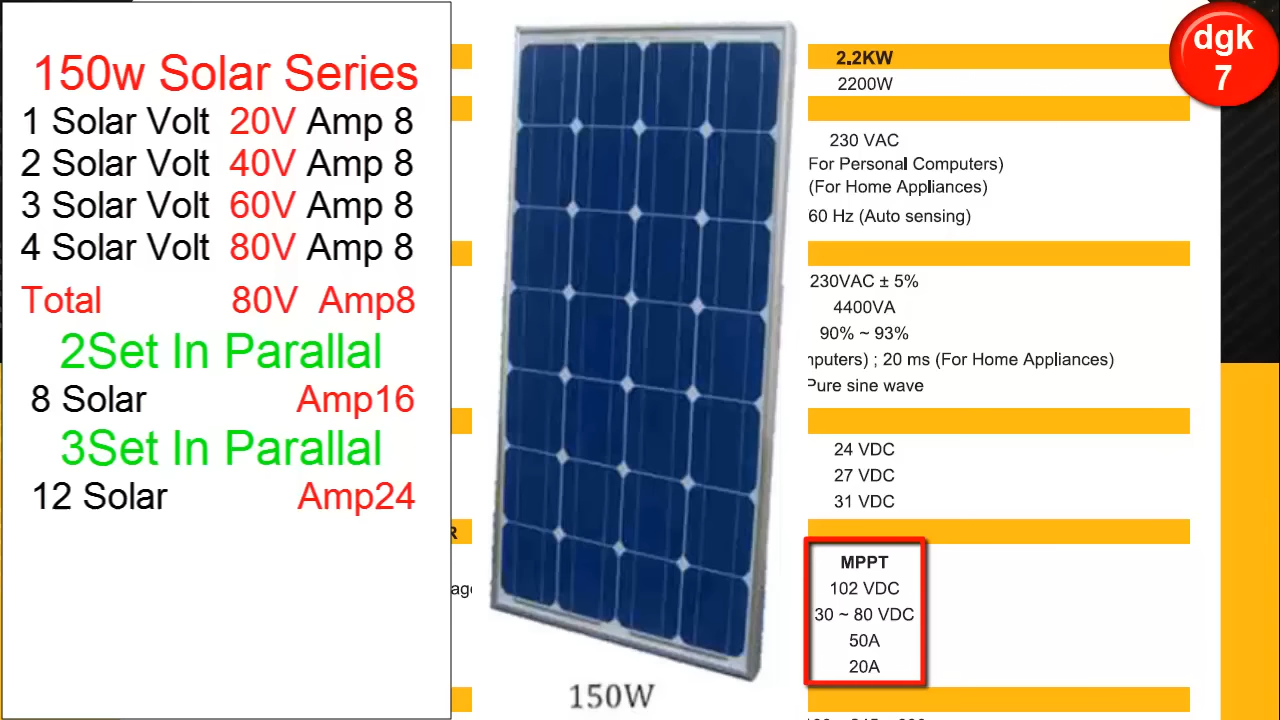 150w Solar Series
1 Solar Volt 20V Amp 8
2 Solar Volt 40V Amp 8
3 Solar Volt 60V Amp 8
4 Solar Volt 80V Amp 8
Total 80V Amp8
2Set In Parallal
8 Solar Amp16
3Set In Parallal
12 Solar Amp24
150W
dgk
7
2.2KW
2200W
230 VAC
For Personal Computers)
(For Home Appliances)
60 Hz (Auto sensing)
230VAC ± 5%
4400VA
90% ~ 93%
nputers) ; 20 ms (For Home Appliances)
Pure sine wave
24 VDC
27 VDC
31 VDC
R
age
MPPT
102 VDC
30 ~ 80 VDC
50A
20A